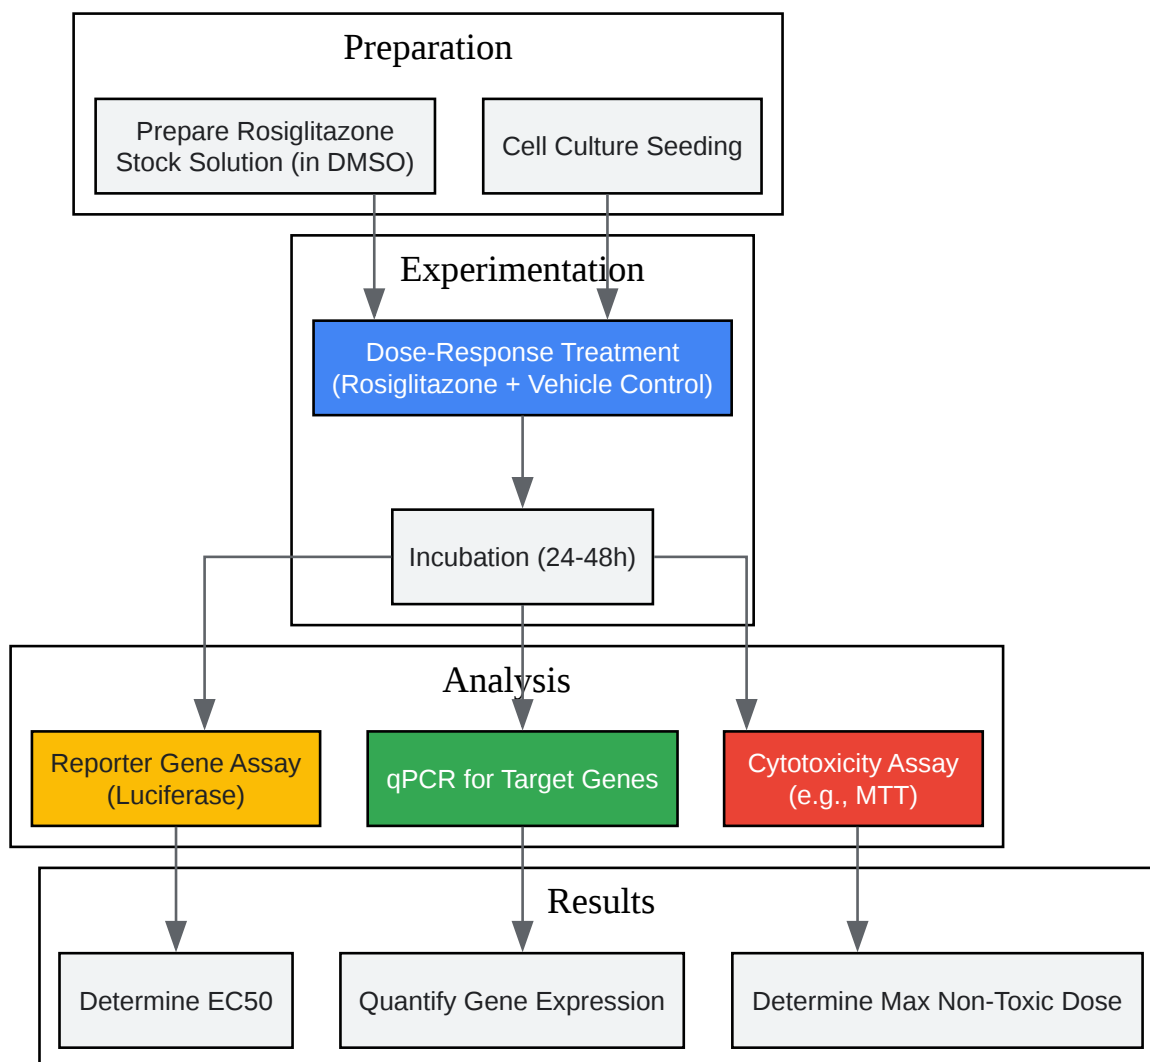 Preparation
Prepare Rosiglitazone
Stock Solution (in DMSO)
Cell Culture Seeding
Experimentation
Dose-Response Treatment
(Rosiglitazone + Vehicle Control)
Incubation (24-48h)
Analysis
Reporter Gene Assay
(Luciferase)
qPCR for Target Genes
Cytotoxicity Assay
(e.g., MTT)
Results
Determine EC50
Quantify Gene Expression
Determine Max Non-Toxic Dose